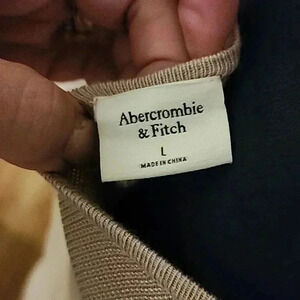 Abercrombie
& Fitch
L
MADE IN CHINA